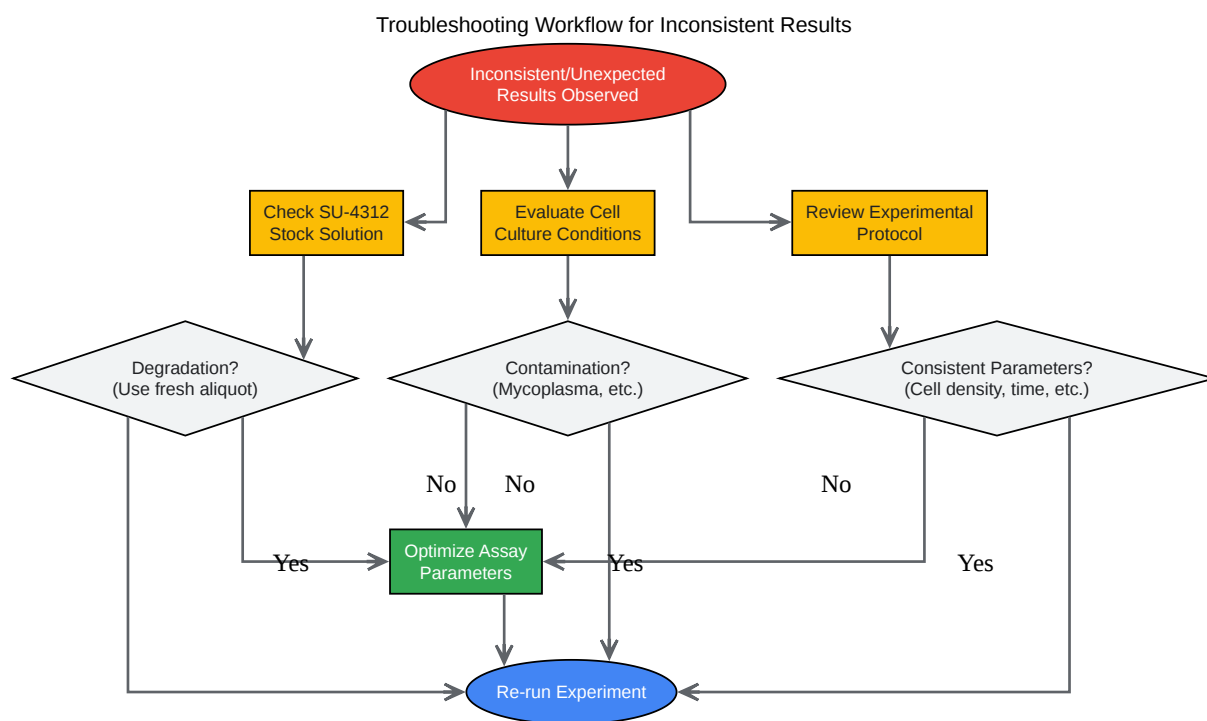 Troubleshooting Workflow for Inconsistent Results
Inconsistent/Unexpected
Results Observed
Check SU-4312
Stock Solution
Evaluate Cell
Culture Conditions
Review Experimental
Protocol
Degradation?
(Use fresh aliquot)
Contamination?
(Mycoplasma, etc.)
Consistent Parameters?
(Cell density, time, etc.)
No
No
No
Yes
Optimize Assay
Parameters
Yes
Yes
Re-run Experiment